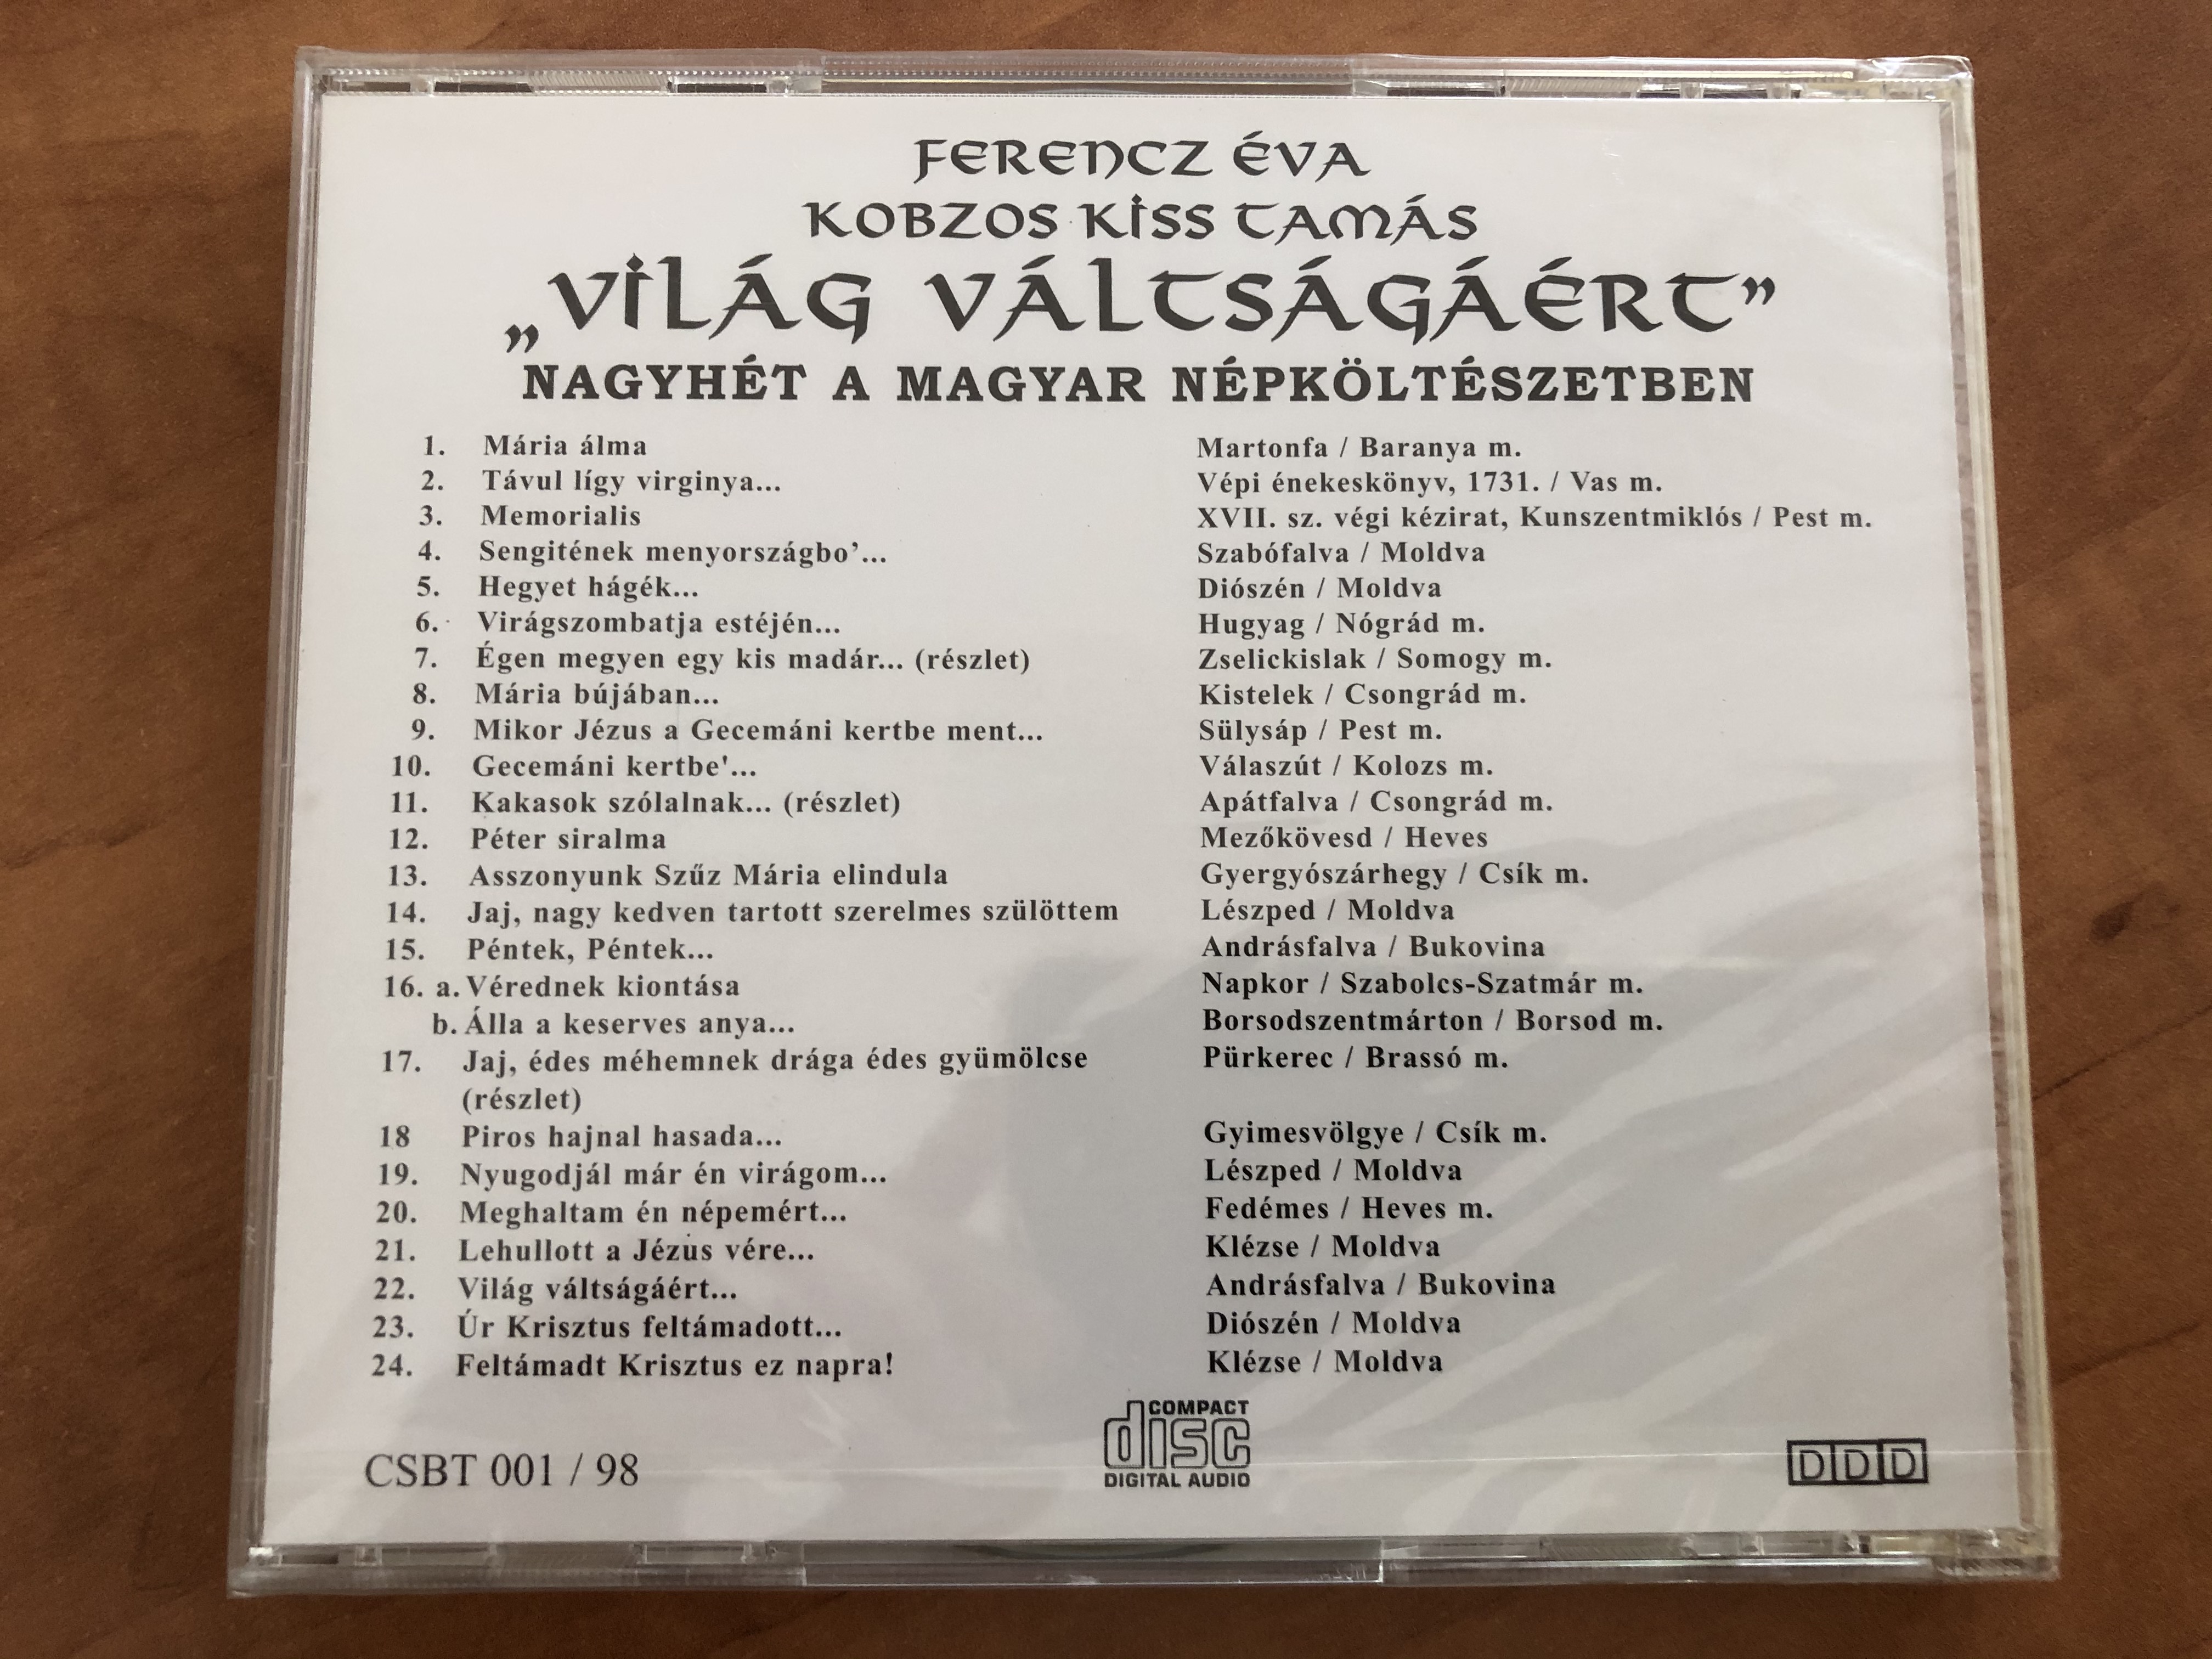 FERENCZ ÉVA
KOBZOS KISS TAMÁS
„VILÁG VÁLTSÁGÁÉRT”
NAGYHÉT A MAGYAR NÉPKÖLTÉSZETBEN
1. Mária álma Martonfa / Baranya m.
2. Távul lígy virginya... Vépi énekeskönyv, 1731. / Vas m.
3. Memorialis XVII. sz. végi kézirat, Kunszentmiklós / Pest m.
4. Sengitének menyországbo’... Szabófalva / Moldva
5. Hegyet hágék... Diószén / Moldva
6. Virágszombatja estéjén... Hugyag / Nógrád m.
7. Égen megyen egy kis madár... (részlet) Zselickislak / Somogy m.
8. Mária bújában... Kistelek / Csongrád m.
9. Mikor Jézus a Gecemáni kertbe ment... Sülysáp / Pest m.
10. Gecemáni kertbe'... Válaszút / Kolozs m.
11. Kakasok szólalnak... (részlet) Apátfalva / Csongrád m.
12. Péter siralma Mezőkövesd / Heves
13. Asszonyunk Szűz Mária elindula Gyergyószárhegy / Csík m.
14. Jaj, nagy kedven tartott szerelmes szülöttem Lészped / Moldva
15. Péntek, Péntek... Andrásfalva / Bukovina
16. a. Vérednek kiontása Napkor / Szabolcs-Szatmár m.
b. Álla a keserves anya... Borsodszentmárton / Borsod m.
17. Jaj, édes méhemnek drága édes gyümölcse Pürkerec / Brassó m.
(részlet)
18 Piros hajnal hasada... Gyimesvölgye / Csík m.
19. Nyugodjál már én virágom... Lészped / Moldva
20. Meghaltam én népemért... Fedémes / Heves m.
21. Lehullott a Jézus vére... Klézse / Moldva
22. Világ váltságáért... Andrásfalva / Bukovina
23. Úr Krisztus feltámadott... Diószén / Moldva
24. Feltámadt Krisztus ez napra! Klézse / Moldva
COMPACT
disc
DIGITAL AUDIO
CSBT 001 / 98
DDD